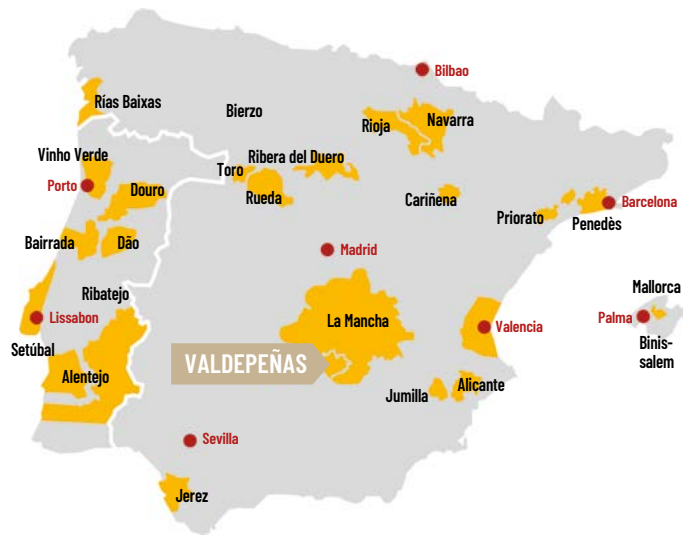 Bilbao
Rías Baixas
Bierzo
Rioja
Navarra
Vinho Verde
Ribera del Duero
Toro
Porto
Douro
Rueda
Cariñena
Barcelona
Priorato
Penedès
Bairrada
Dão
Madrid
Ribatejo
Mallorca
Lissabon
La Mancha
Valencia
Palma
Setúbal
Binis-
salem
VALDEPEÑAS
Alentejo
Jumilla
Aliçante
Sevilla
Jerez